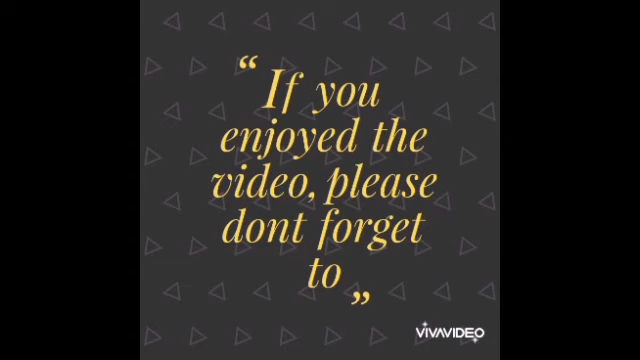 “ If you
enjoyed the
video, please
dont forget
to „
VIVAVIDEO